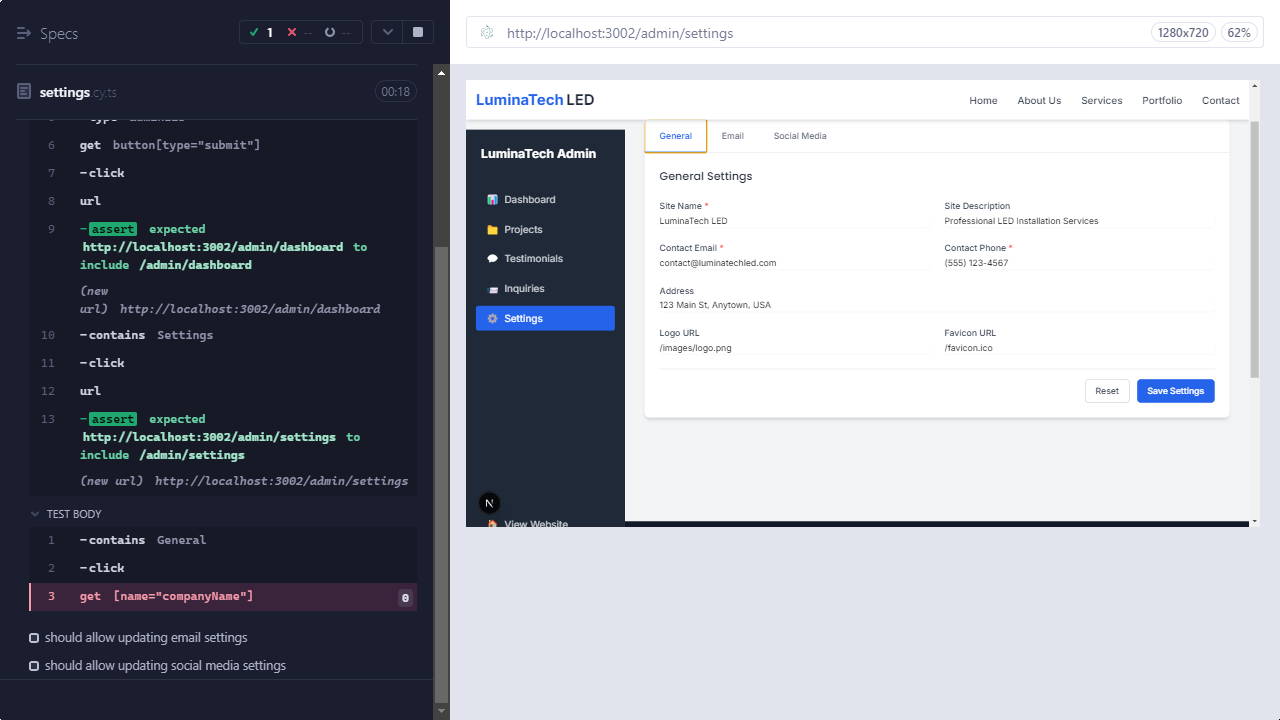 Specs
1
--
--
settings.cy.ts
00:18
6 get button[type="submit"]
7 -click
8 url
9 -assert expected
http://localhost:3002/admin/dashboard to
include /admin/dashboard
(new
url) http://localhost:3002/admin/dashboard
10 -contains Settings
11 -click
12 url
13 -assert expected
http://localhost:3002/admin/settings to
include /admin/settings
(new url) http://localhost:3002/admin/settings
TEST BODY
1 -contains General
2 -click
3 get [name="companyName"] 0
should allow updating email settings
should allow updating social media settings
http://localhost:3002/admin/settings
1280x720
62%
LuminaTech LED
Home
About Us
Services
Portfolio
Contact
LuminaTech Admin
Dashboard
Projects
Testimonials
Inquiries
Settings
N
View Website
General
Email
Social Media
General Settings
Site Name *
LuminaTech LED
Site Description
Professional LED Installation Services
Contact Email *
contact@luminatechled.com
Contact Phone *
(555) 123-4567
Address
123 Main St, Anytown, USA
Logo URL
/images/logo.png
Favicon URL
/favicon.ico
Reset
Save Settings